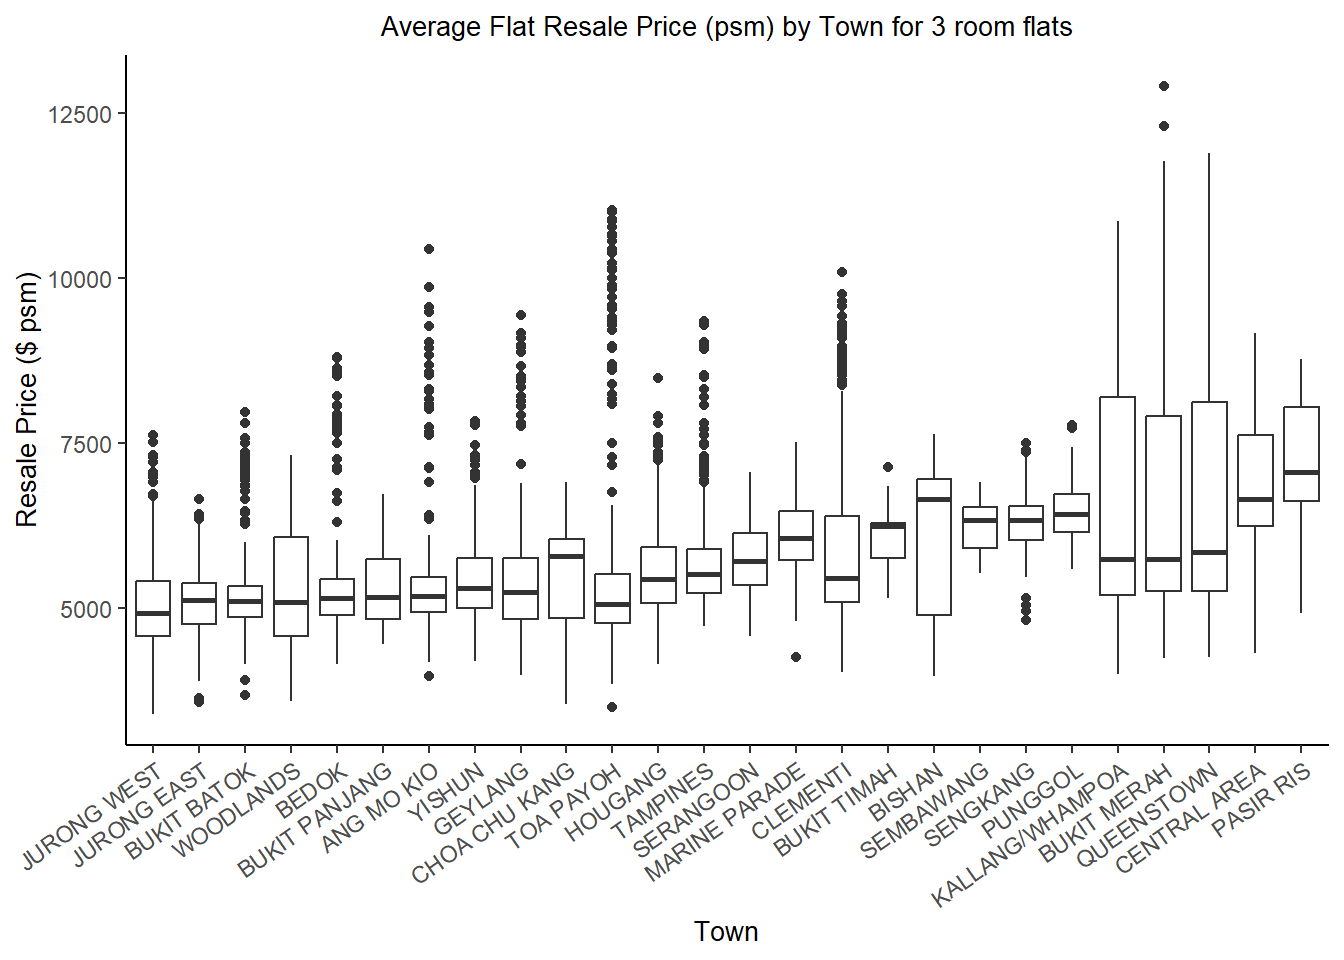 Average Flat Resale Price (psm) by Town for 3 room flats
Resale Price ($ psm)
12500
10000
7500
5000
JURONG WEST
JURONG EAST
BUKIT BATOK
WOODLANDS
BEDOK
BUKIT PANJANG
ANG MO KIO
YISHUN
GEYLANG
CHOA CHU KANG
TOA PAYOH
HOUGANG
TAMPINES
SERANGOON
MARINE PARADE
CLEMENTI
BUKIT TIMAH
BISHAN
SEMBAWANG
SENGKANG
PUNGGOL
KALLANG/WHAMPOA
BUKIT MERAH
QUEENSTOWN
CENTRAL AREA
PASIR RIS
Town